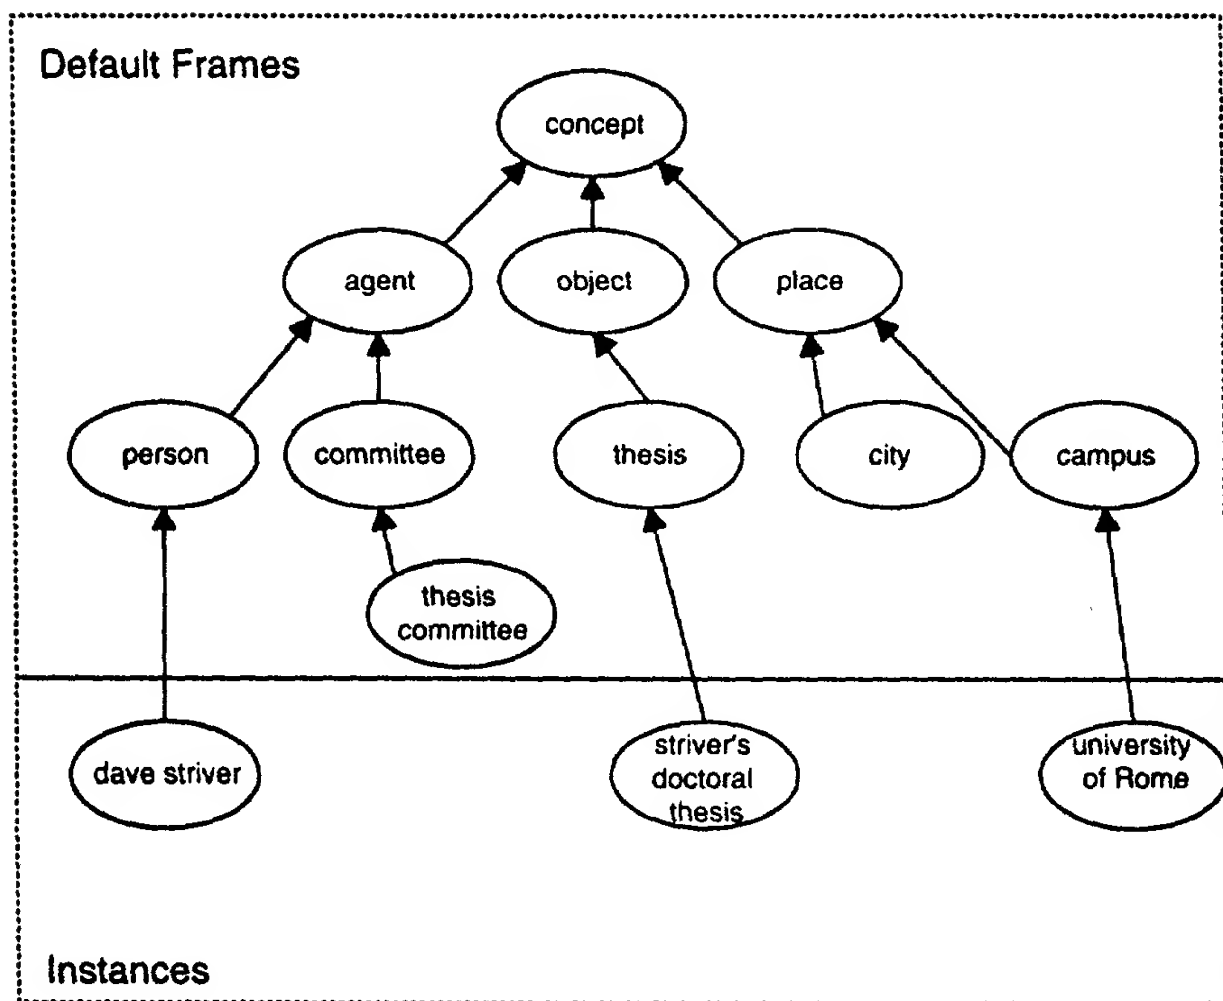 Default Frames
concept
agent
object
place
person
committee
thesis
city
campus
thesis
committee
dave striver
striver's
doctoral
thesis
university
of Rome
Instances